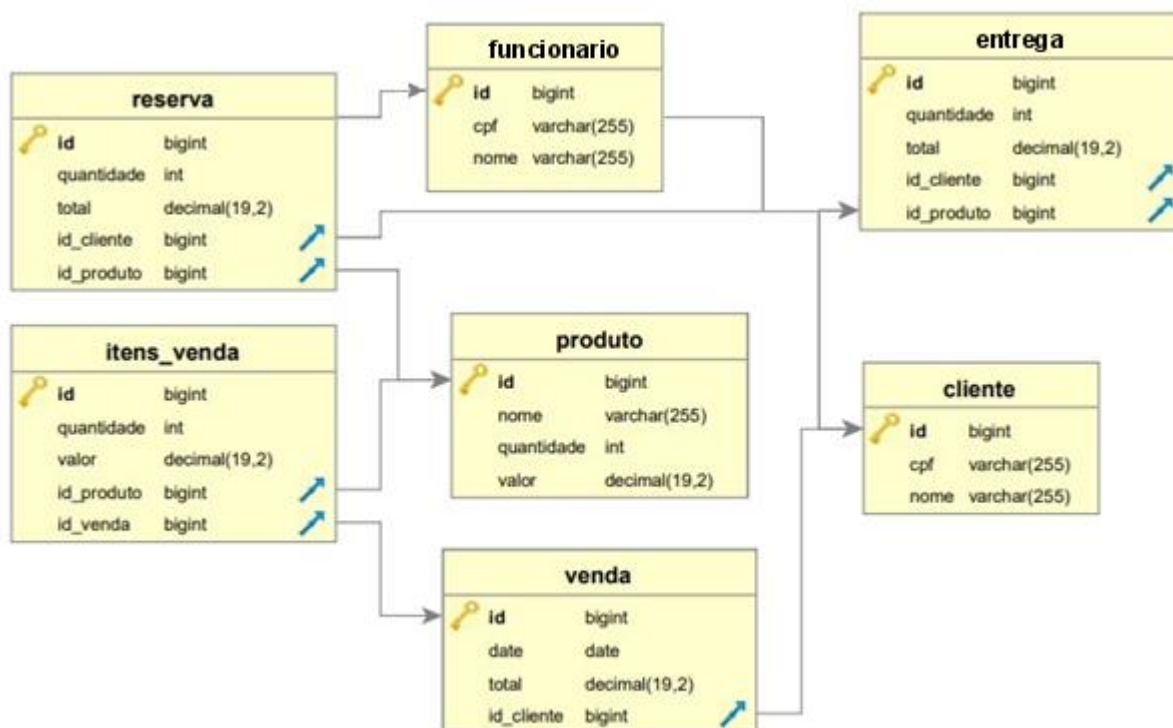 reserva
id bigint
quantidade int
total decimal(19,2)
id_cliente bigint
id_produto bigint
funcionario
id bigint
cpf varchar(255)
nome varchar(255)
entrega
id bigint
quantidade int
total decimal(19,2)
id_cliente bigint
id_produto bigint
itens_venda
id bigint
quantidade int
valor decimal(19,2)
id_produto bigint
id_venda bigint
produto
id bigint
nome varchar(255)
quantidade int
valor decimal(19,2)
cliente
id bigint
cpf varchar(255)
nome varchar(255)
venda
id bigint
date date
total decimal(19,2)
id_cliente bigint